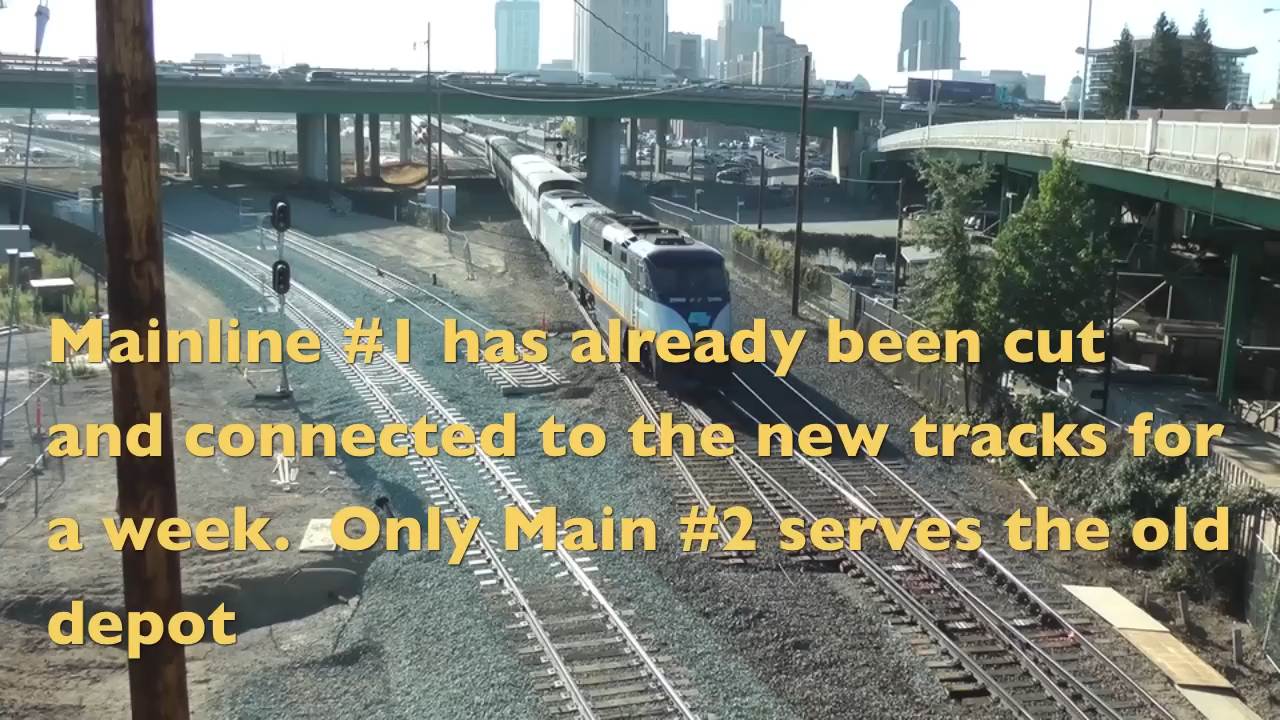 Mainline #1 has already been cut
and connected to the new tracks for
a week.  Only Main #2 serves the old
depot